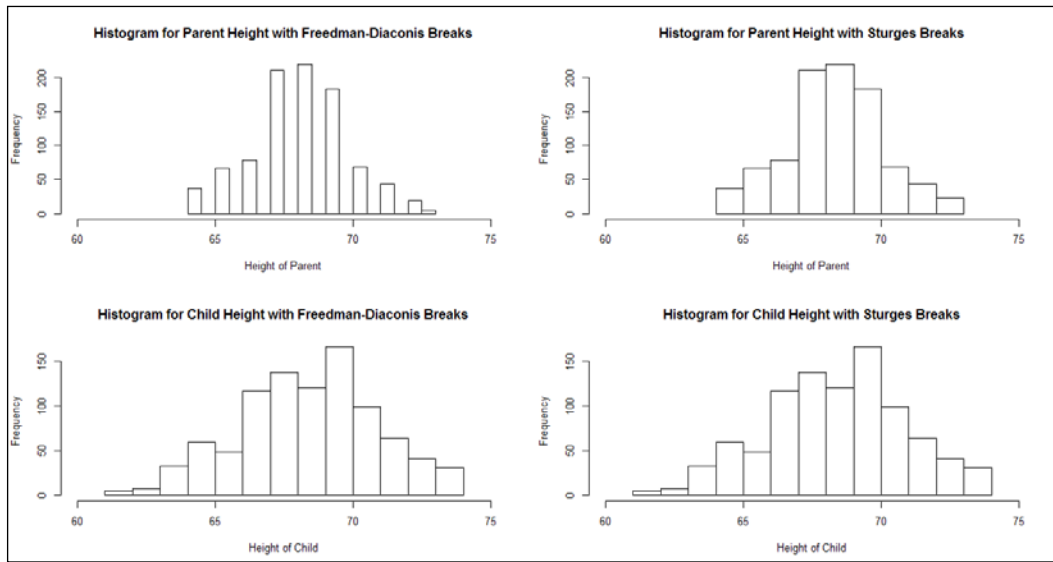 Histogram for Parent Height with Freedman-Diaconis Breaks
Frequency
0 50 100 150 200
60 65 70 75
Height of Parent
Histogram for Parent Height with Sturges Breaks
Frequency
0 50 100 150 200
60 65 70 75
Height of Parent
Histogram for Child Height with Freedman-Diaconis Breaks
Frequency
0 50 100 150
60 65 70 75
Height of Child
Histogram for Child Height with Sturges Breaks
Frequency
0 50 100 150
60 65 70 75
Height of Child